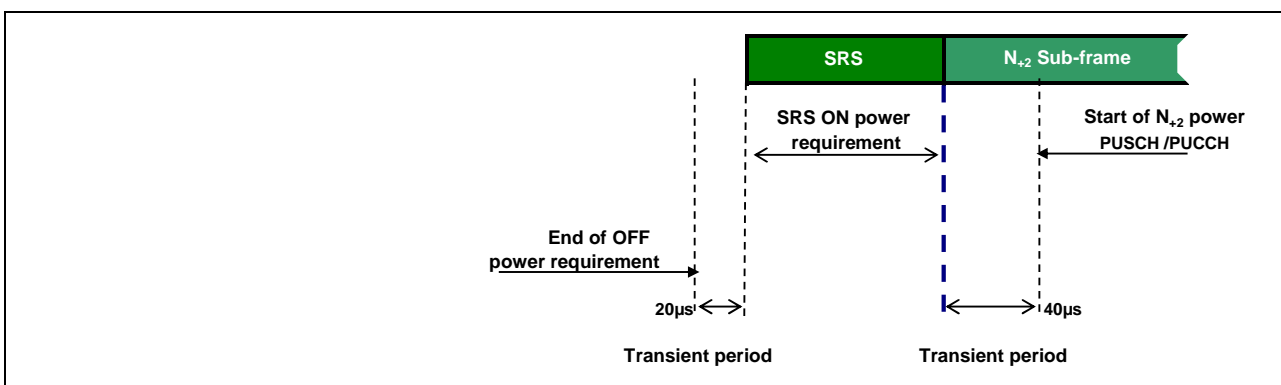 SRS
N+2 Sub-frame
SRS ON power
requirement
Start of N+2 power
PUSCH /PUCCH
End of OFF
power requirement
20µs
40µs
Transient period
Transient period